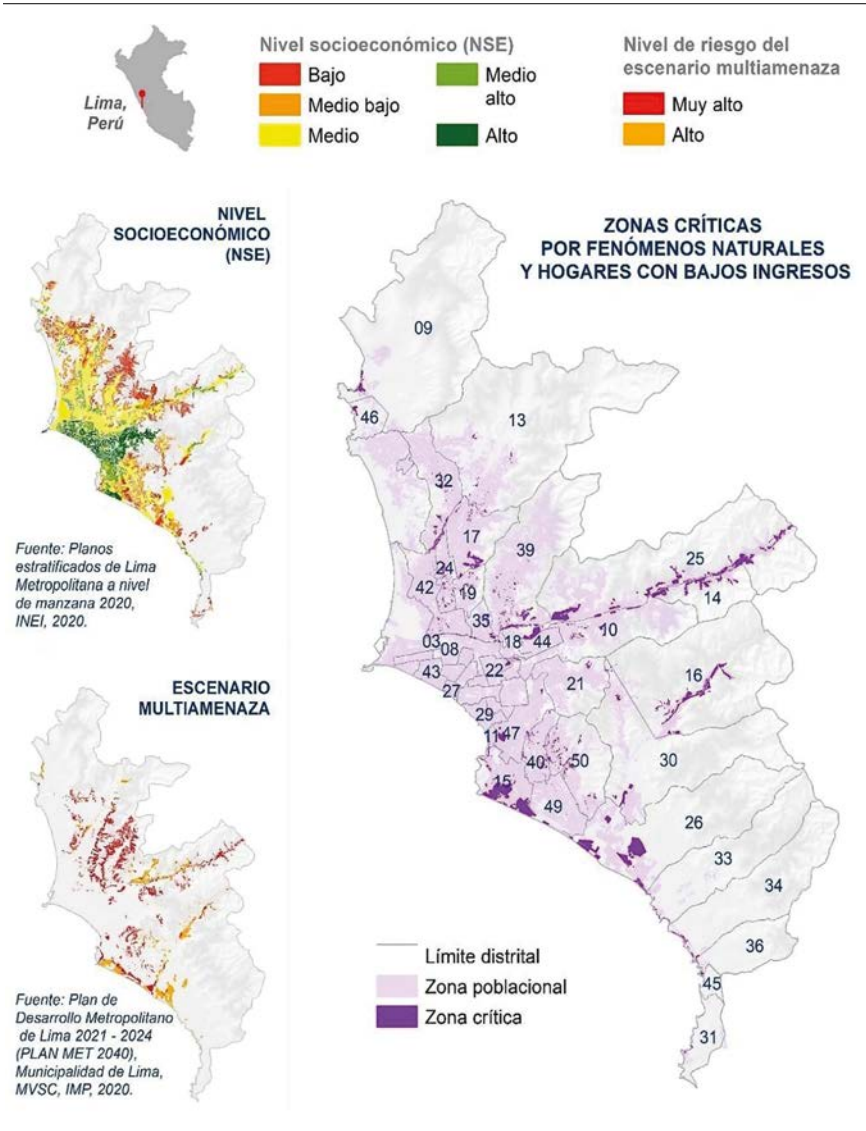 Lima,
Perú
Nivel socioeconómico (NSE)
Bajo
Medio bajo
Medio
Medio
alto
Alto
Nivel de riesgo del
escenario multiamenaza
Muy alto
Alto
NIVEL
SOCIOECONÓMICO
(NSE)
Fuente: Planos
estratificados de Lima
Metropolitana a nivel
de manzana 2020,
INEI, 2020.
ESCENARIO
MULTIAMENAZA
Fuente: Plan de
Desarrollo Metropolitano
de Lima 2021 - 2024
(PLAN MET 2040),
Municipalidad de Lima,
MVSC, IMP, 2020.
ZONAS CRÍTICAS
POR FENÓMENOS NATURALES
Y HOGARES CON BAJOS INGRESOS
09
46
13
32
17
39
25
24
42
19
14
35
10
03
08
18
44
43
22
16
27
21
29
11
47
30
40
50
15
49
26
33
34
36
45
31
Límite distrital
Zona poblacional
Zona crítica